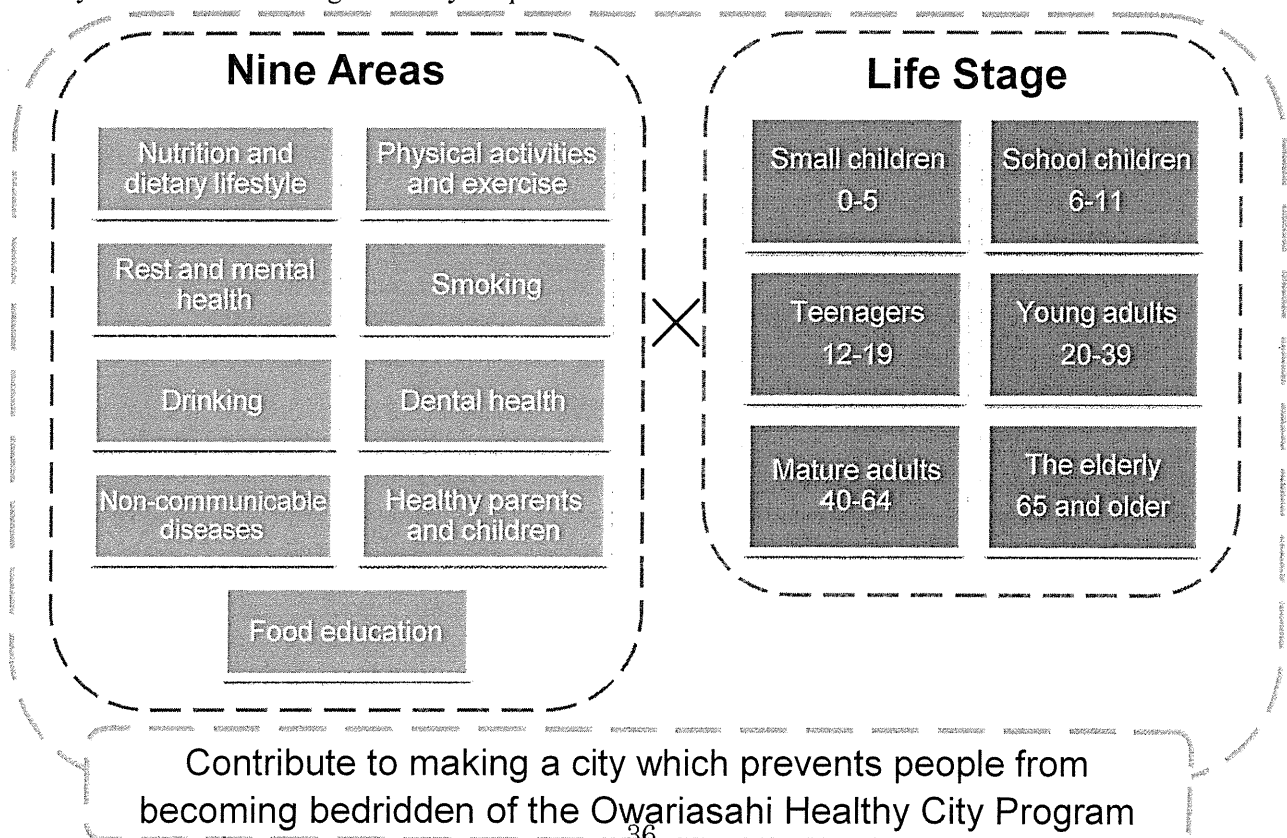 Nine Areas
Nutrition and
dietary lifestyle
Physical activities
and exercise
Rest and mental
health
Smoking
Drinking
Dental health
Non-communicable
diseases
Healthy parents
and children
Food education
×
Life Stage
Small children
0-5
School children
6-11
Teenagers
12-19
Young adults
20-39
Mature adults
40-64
The elderly
65 and older
Contribute to making a city which prevents people from
becoming bedridden of the Owariasahi Healthy City Program
36